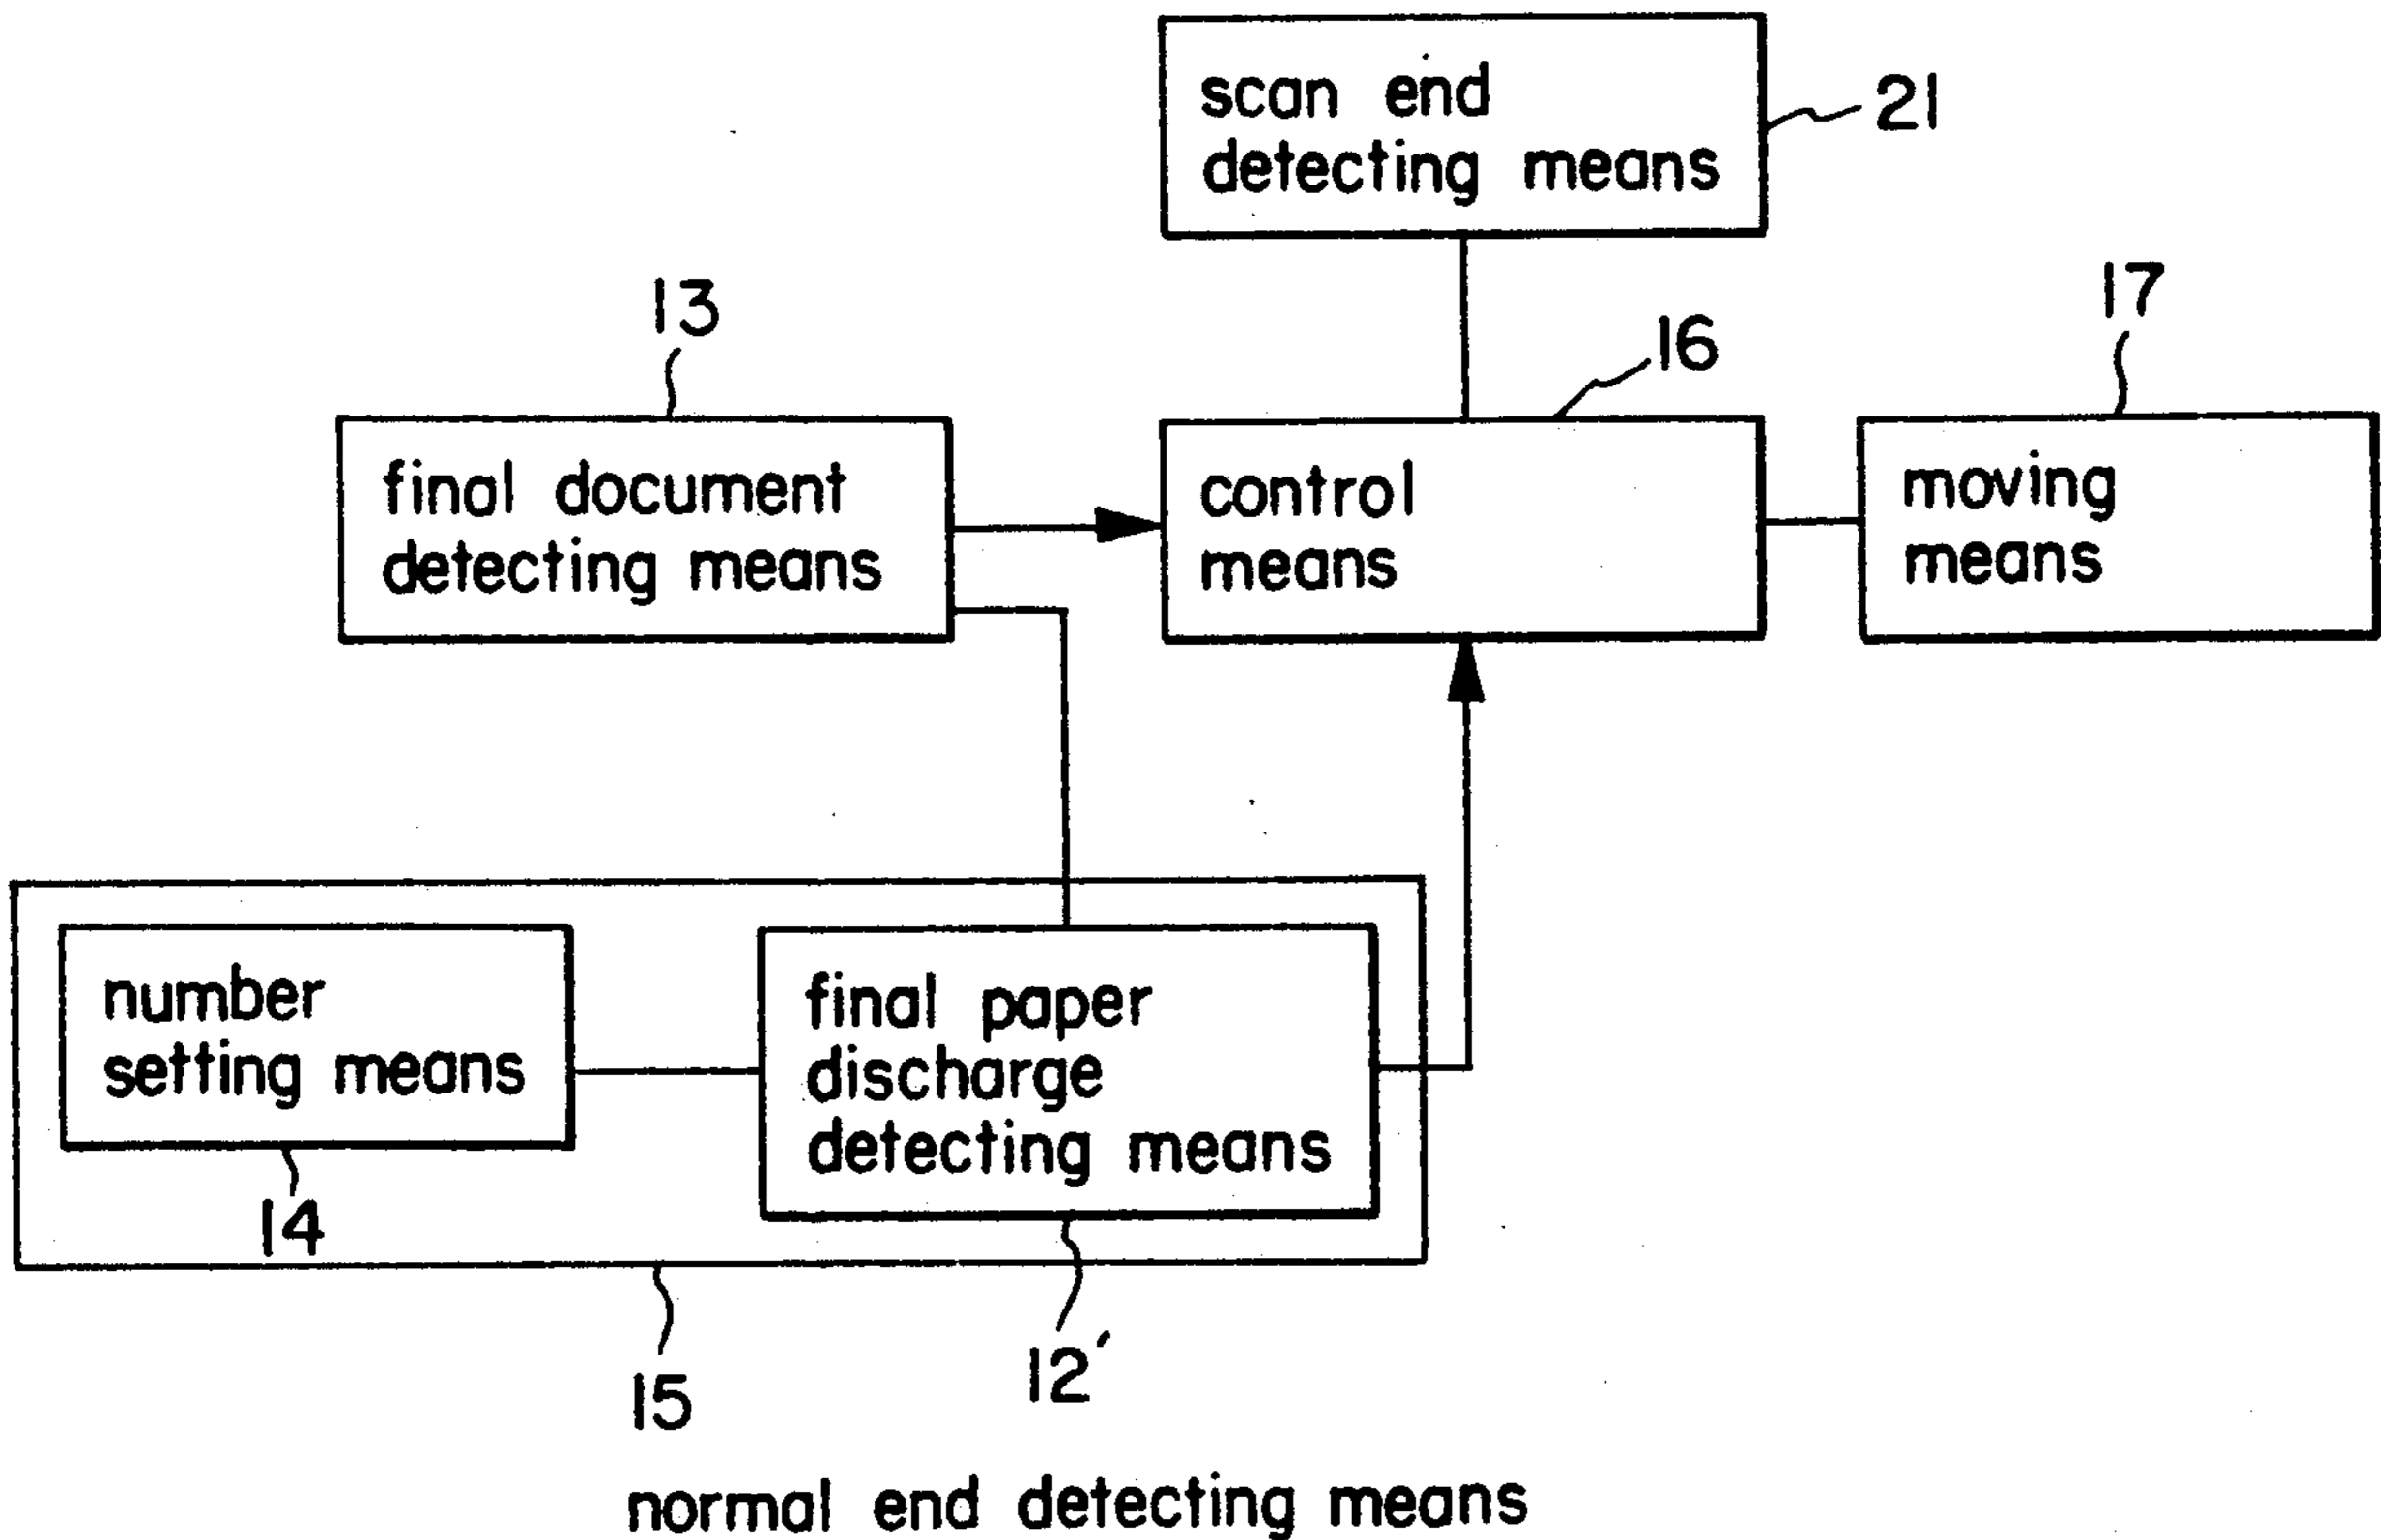 scan end
detecting means
21
13
16
17
final document
detecting means
control
means
moving
means
number
setting means
final paper
discharge
detecting means
14
15
12'
normal end detecting means